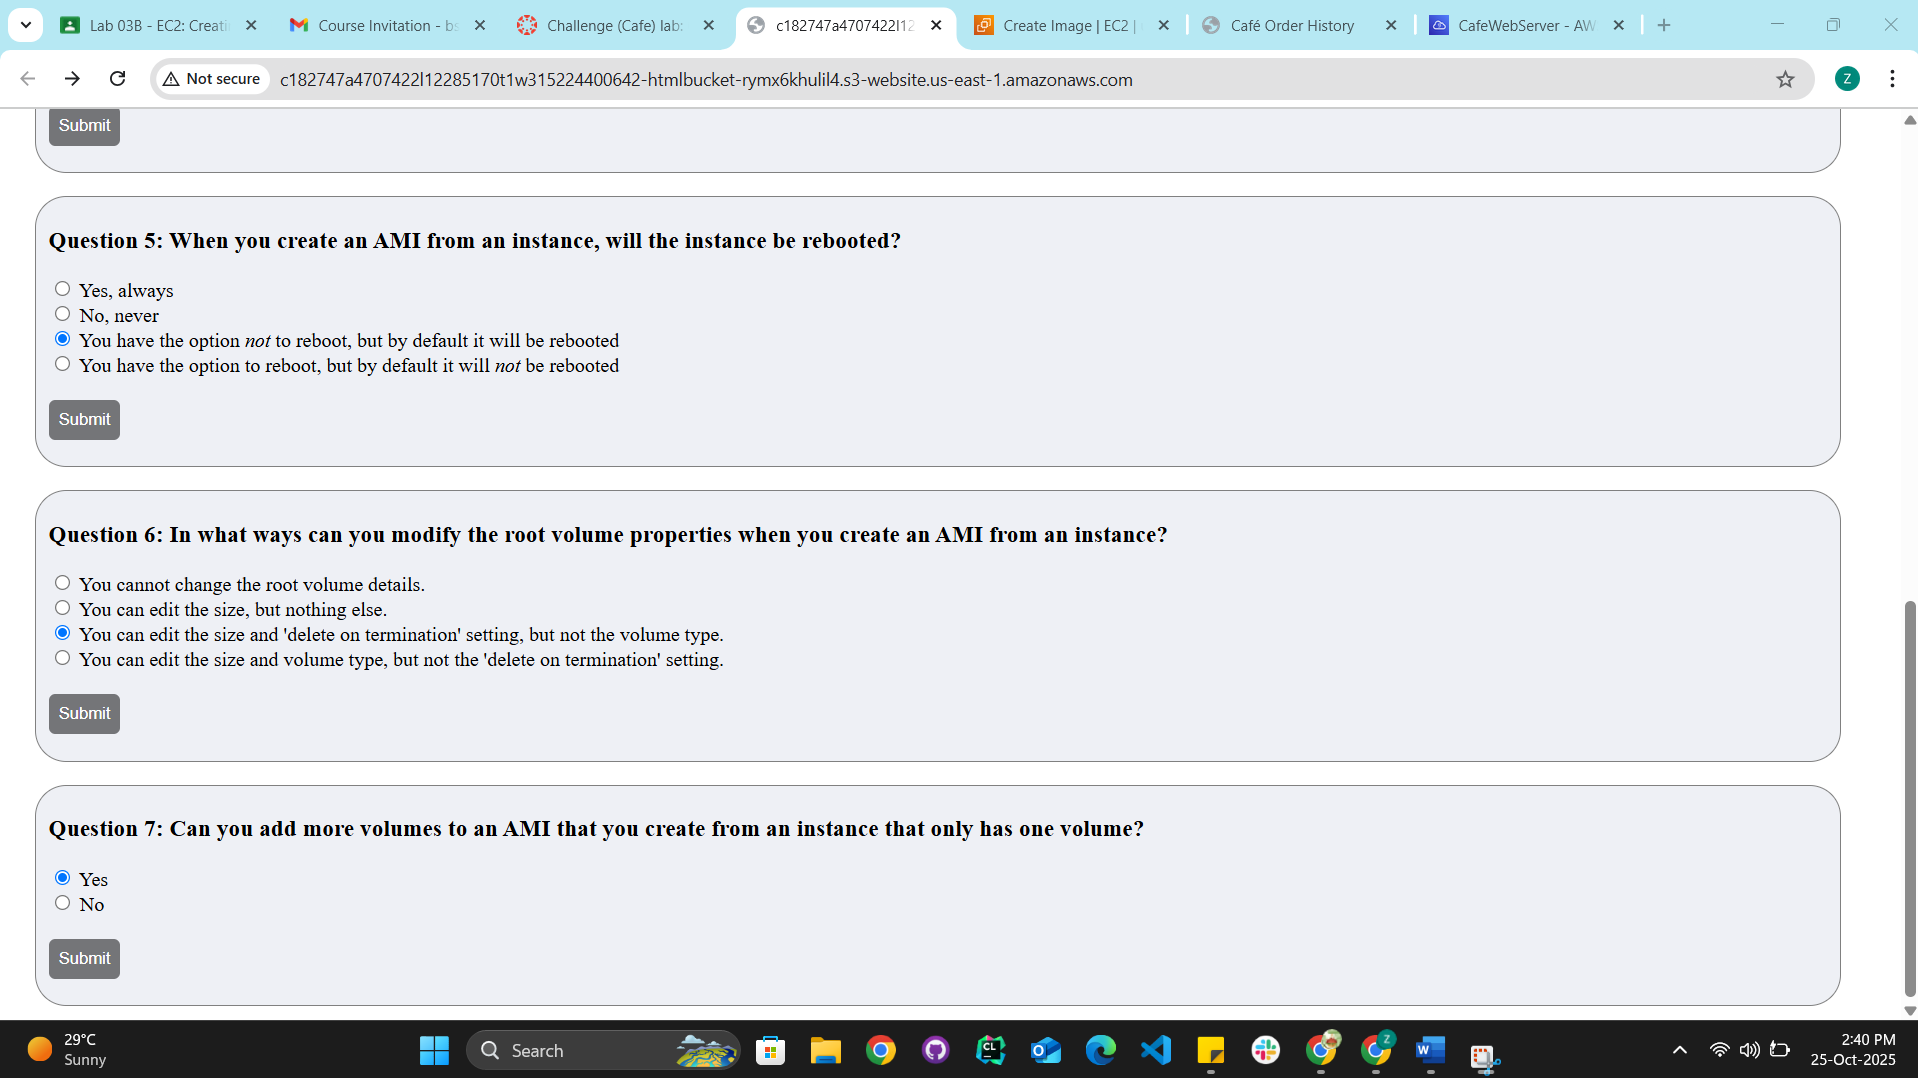 Lab 03B - EC2: Creati
Course Invitation - bs
Challenge (Cafe) lab:
c182747a4707422l12
Create Image | EC2 |
Café Order History
CafeWebServer - AW
Not secure
c182747a4707422l12285170t1w315224400642-htmlbucket-rymx6khulil4.s3-website.us-east-1.amazonaws.com
Z
Submit
Question 5: When you create an AMI from an instance, will the instance be rebooted?
Yes, always
No, never
You have the option not to reboot, but by default it will be rebooted
You have the option to reboot, but by default it will not be rebooted
Submit
Question 6: In what ways can you modify the root volume properties when you create an AMI from an instance?
You cannot change the root volume details.
You can edit the size, but nothing else.
You can edit the size and 'delete on termination' setting, but not the volume type.
You can edit the size and volume type, but not the 'delete on termination' setting.
Submit
Question 7: Can you add more volumes to an AMI that you create from an instance that only has one volume?
Yes
No
Submit
29°C
Sunny
Search
CL
Z
W
2:40 PM
25-Oct-2025